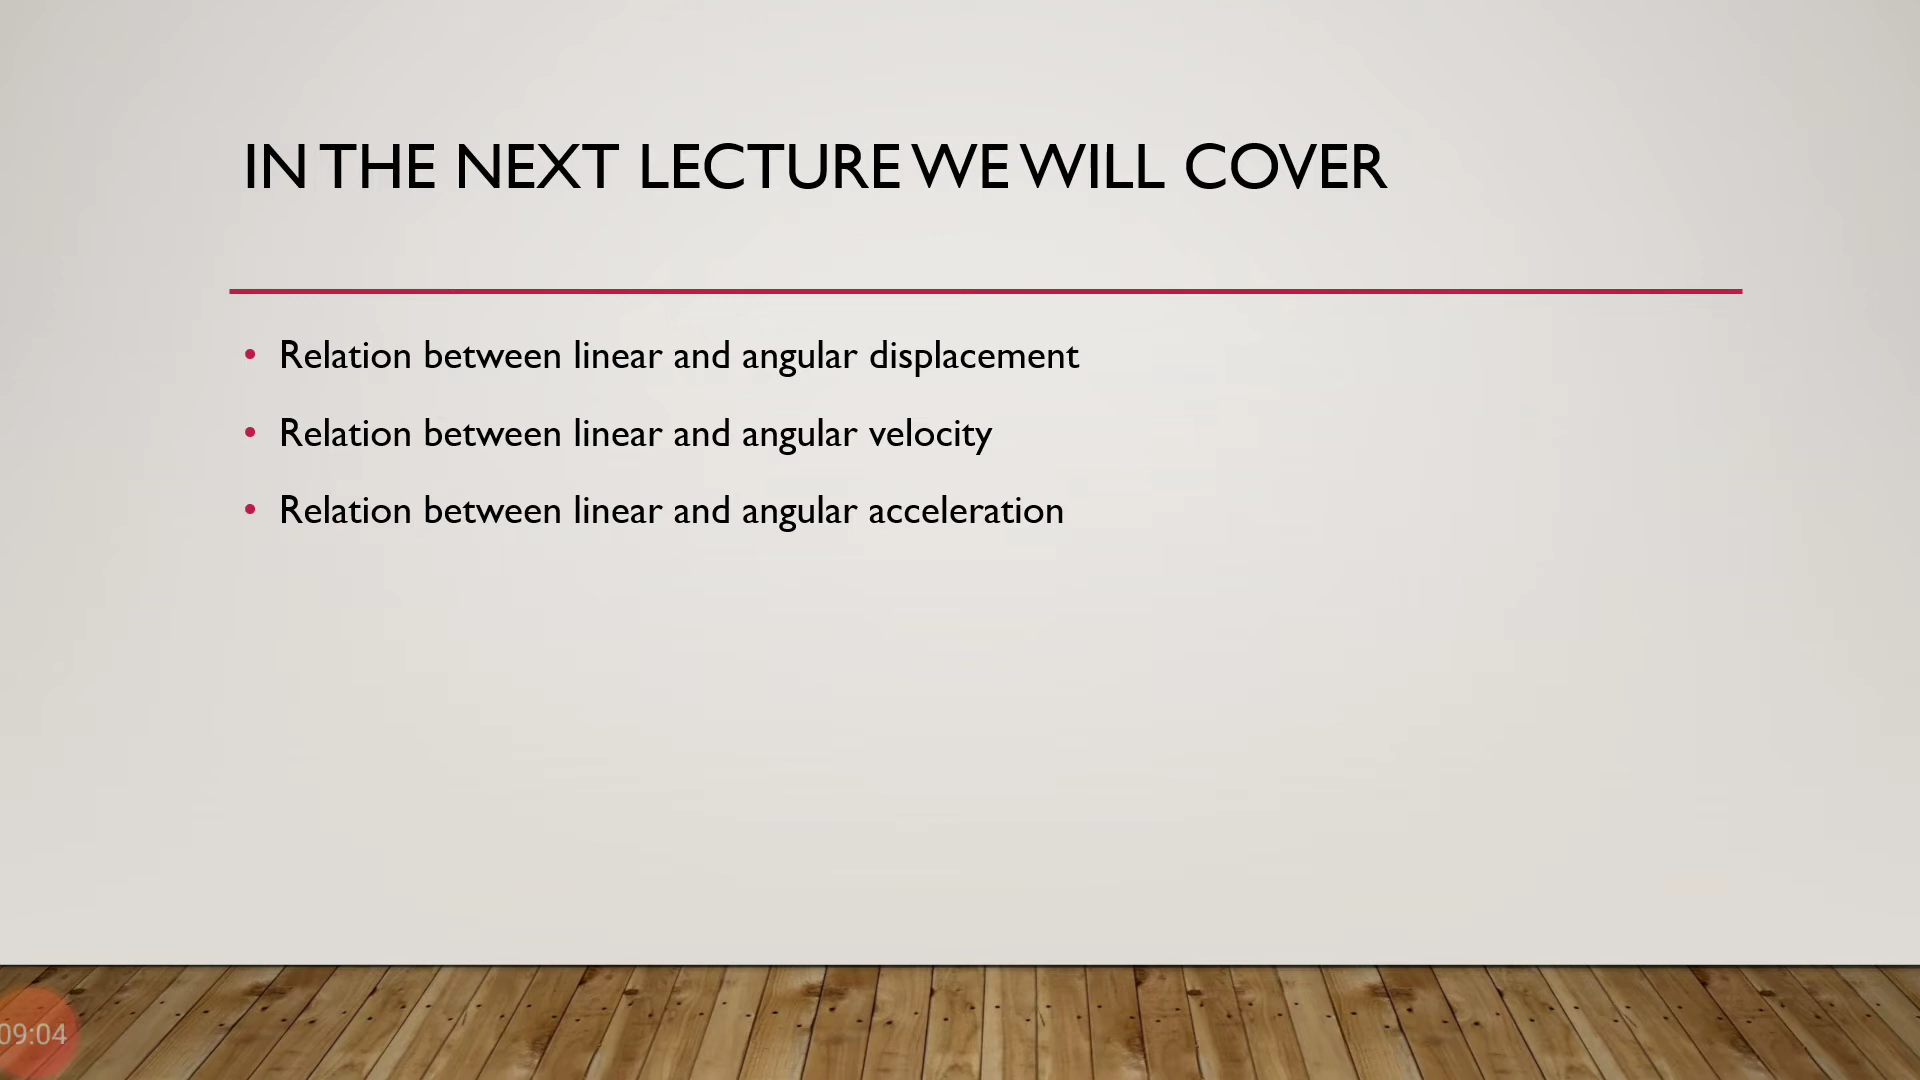 IN THE NEXT LECTURE WE WILL COVER
• Relation between linear and angular displacement
• Relation between linear and angular velocity
• Relation between linear and angular acceleration
09:04